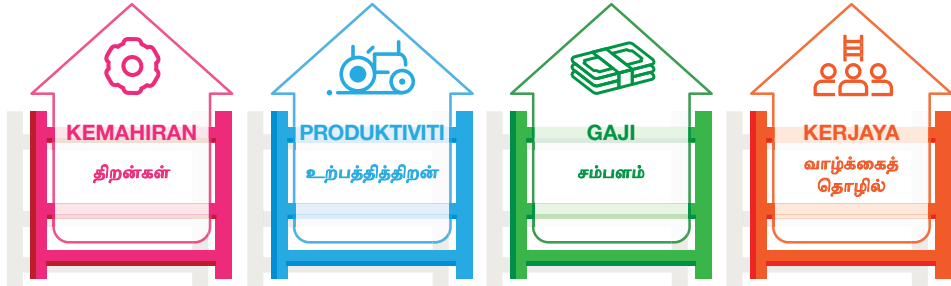 KEMAHIRAN
திறன்கள்
PRODUKTIVITI
உற்பத்தித்திறன்
GAJI
சம்பளம்
KERJAYA
வாழ்க்கைத்
தொழில்